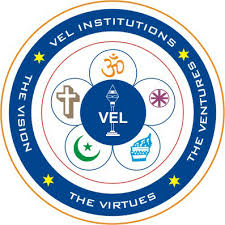 VEL INSTITUTIONS
THE VISION
THE VENTURES
ॐ
VEL
THE VIRTUES